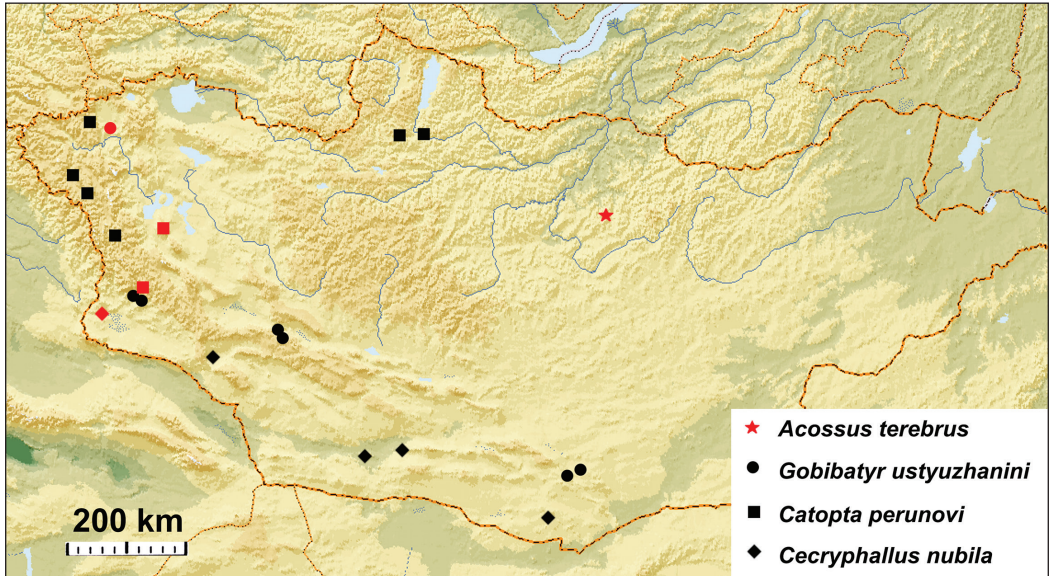 Acossus terebrus
Gobibatyr ustyuzhanini
Catopta perunovi
Cecryphallus nubila
200 km